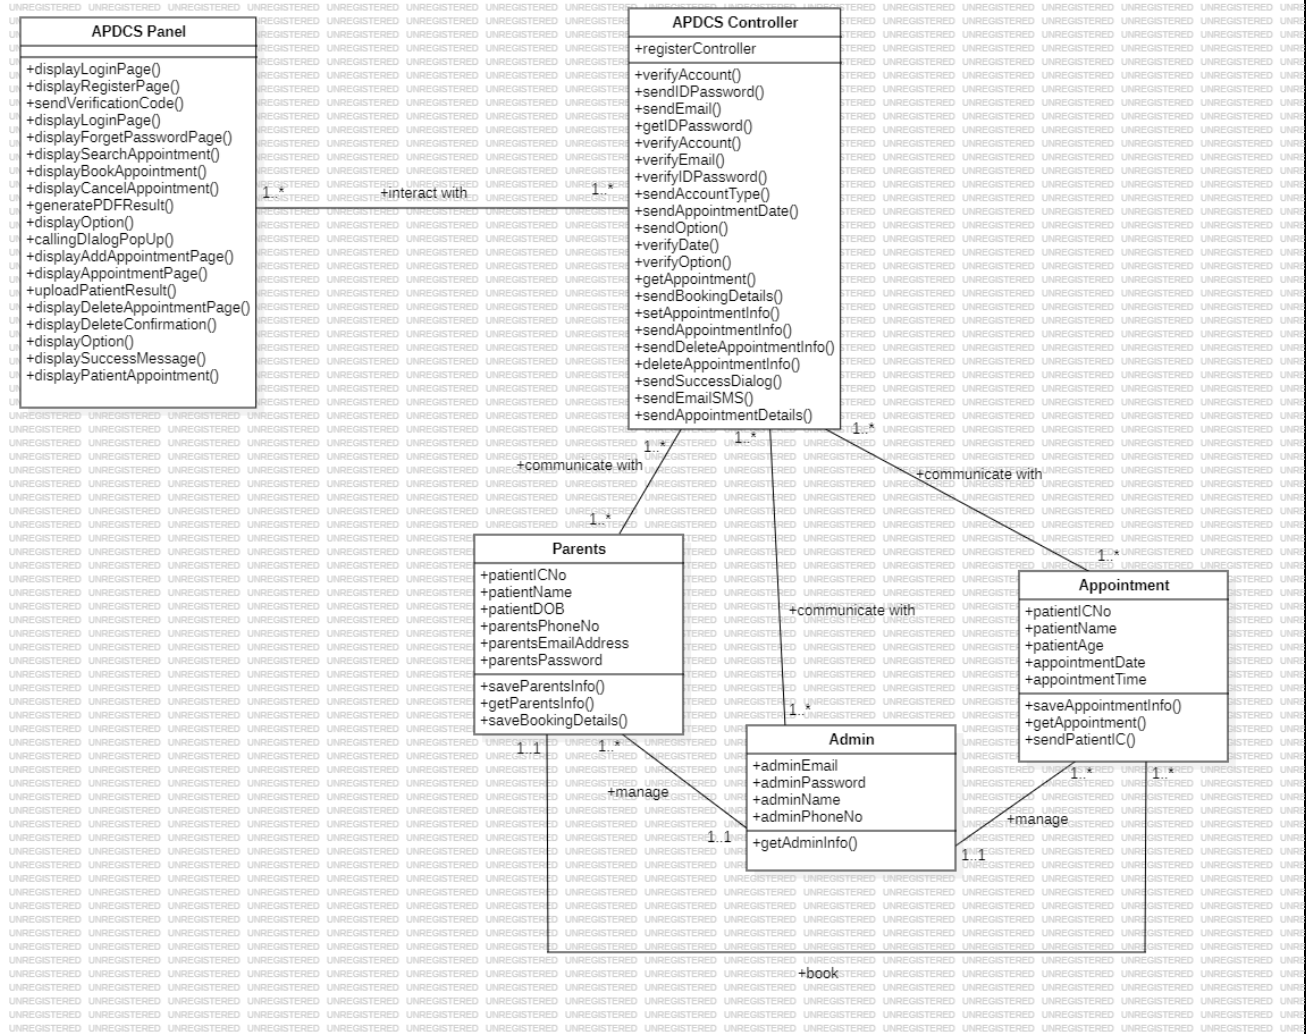 APDCS Panel
+displayLoginPage()
+displayRegisterPage()
+sendVerificationCode()
+displayLoginPage()
+displayForgetPasswordPage()
+displaySearchAppointment()
+displayBookAppointment()
+displayCancelAppointment()
+generatePDFResult()
+displayOption()
+callingDIalogPopUp()
+displayAddAppointmentPage()
+displayAppointmentPage()
+uploadPatientResult()
+displayDeleteAppointmentPage()
+displayDeleteConfirmation()
+displayOption()
+displaySuccessMessage()
+displayPatientAppointment()
1..*
+interact with
1..*
APDCS Controller
+registerController
+verifyAccount()
+sendIDPassword()
+sendEmail()
+getIDPassword()
+verifyAccount()
+verifyEmail()
+verifyIDPassword()
+sendAccountType()
+sendAppointmentDate()
+sendOption()
+verifyDate()
+verifyOption()
+getAppointment()
+sendBookingDetails()
+setAppointmentInfo()
+sendAppointmentInfo()
+sendDeleteAppointmentInfo()
+deleteAppointmentInfo()
+sendSuccessDialog()
+sendEmailSMS()
+sendAppointmentDetails()
1..*
+communicate with
1..*
1..*
+communicate with
1..*
1..*
+communicate with
1..*
Parents
+patientICNo
+patientName
+patientDOB
+parentsPhoneNo
+parentsEmailAddress
+parentsPassword
+saveParentsInfo()
+getParentsInfo()
+saveBookingDetails()
Appointment
+patientICNo
+patientName
+patientAge
+appointmentDate
+appointmentTime
+saveAppointmentInfo()
+getAppointment()
+sendPatientIC()
Admin
+adminEmail
+adminPassword
+adminName
+adminPhoneNo
+getAdminInfo()
1..1
1..*
+manage
1..1
1..*
1..*
+manage
1..1
+book
UNREGISTERED